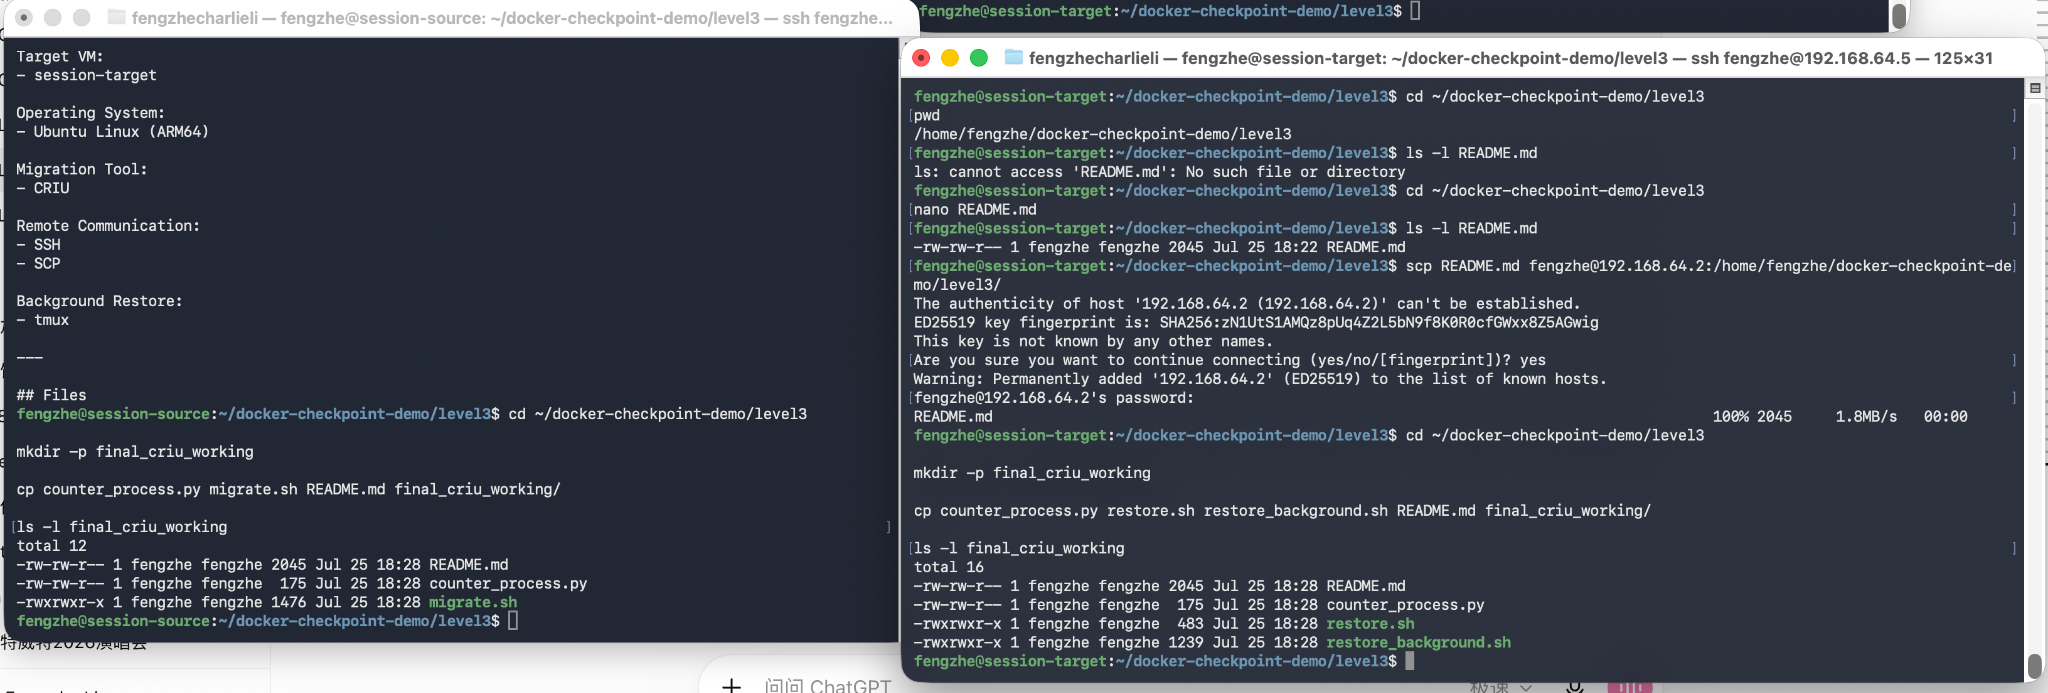 fengzhecharlieli — fengzhe@session-source: ~/docker-checkpoint-demo/level3 — ssh fengzhe...
Target VM:
- session-target
Operating System:
- Ubuntu Linux (ARM64)
Migration Tool:
- CRIU
Remote Communication:
- SSH
- SCP
Background Restore:
- tmux
---
## Files
fengzhe@session-source:~/docker-checkpoint-demo/level3$ cd ~/docker-checkpoint-demo/level3
mkdir -p final_criu_working
cp counter_process.py migrate.sh README.md final_criu_working/
[ls -l final_criu_working ]
total 12
-rw-rw-r-- 1 fengzhe fengzhe 2045 Jul 25 18:28 README.md
-rw-rw-r-- 1 fengzhe fengzhe  175 Jul 25 18:28 counter_process.py
-rwxrwxr-x 1 fengzhe fengzhe 1476 Jul 25 18:28 migrate.sh
fengzhe@session-source:~/docker-checkpoint-demo/level3$
fengzhe@session-target:~/docker-checkpoint-demo/level3$
fengzhecharlieli — fengzhe@session-target: ~/docker-checkpoint-demo/level3 — ssh fengzhe@192.168.64.5 — 125×31
fengzhe@session-target:~/docker-checkpoint-demo/level3$ cd ~/docker-checkpoint-demo/level3
[pwd ]
/home/fengzhe/docker-checkpoint-demo/level3
[fengzhe@session-target:~/docker-checkpoint-demo/level3$ ls -l README.md ]
ls: cannot access 'README.md': No such file or directory
fengzhe@session-target:~/docker-checkpoint-demo/level3$ cd ~/docker-checkpoint-demo/level3
[nano README.md ]
[fengzhe@session-target:~/docker-checkpoint-demo/level3$ ls -l README.md ]
-rw-rw-r-- 1 fengzhe fengzhe 2045 Jul 25 18:22 README.md
[fengzhe@session-target:~/docker-checkpoint-demo/level3$ scp README.md fengzhe@192.168.64.2:/home/fengzhe/docker-checkpoint-de]
mo/level3/
The authenticity of host '192.168.64.2 (192.168.64.2)' can't be established.
ED25519 key fingerprint is: SHA256:zN1UtS1AMQz8pUq4Z2L5bN9f8K0R0cfGWxx8Z5AGwig
This key is not known by any other names.
[Are you sure you want to continue connecting (yes/no/[fingerprint])? yes ]
Warning: Permanently added '192.168.64.2' (ED25519) to the list of known hosts.
[fengzhe@192.168.64.2's password: ]
README.md 100% 2045 1.8MB/s 00:00
fengzhe@session-target:~/docker-checkpoint-demo/level3$ cd ~/docker-checkpoint-demo/level3
mkdir -p final_criu_working
cp counter_process.py restore.sh restore_background.sh README.md final_criu_working/
[ls -l final_criu_working ]
total 16
-rw-rw-r-- 1 fengzhe fengzhe 2045 Jul 25 18:28 README.md
-rw-rw-r-- 1 fengzhe fengzhe  175 Jul 25 18:28 counter_process.py
-rwxrwxr-x 1 fengzhe fengzhe  483 Jul 25 18:28 restore.sh
-rwxrwxr-x 1 fengzhe fengzhe 1239 Jul 25 18:28 restore_background.sh
fengzhe@session-target:~/docker-checkpoint-demo/level3$
特威特2026演唱会
问问 ChatGPT
极速